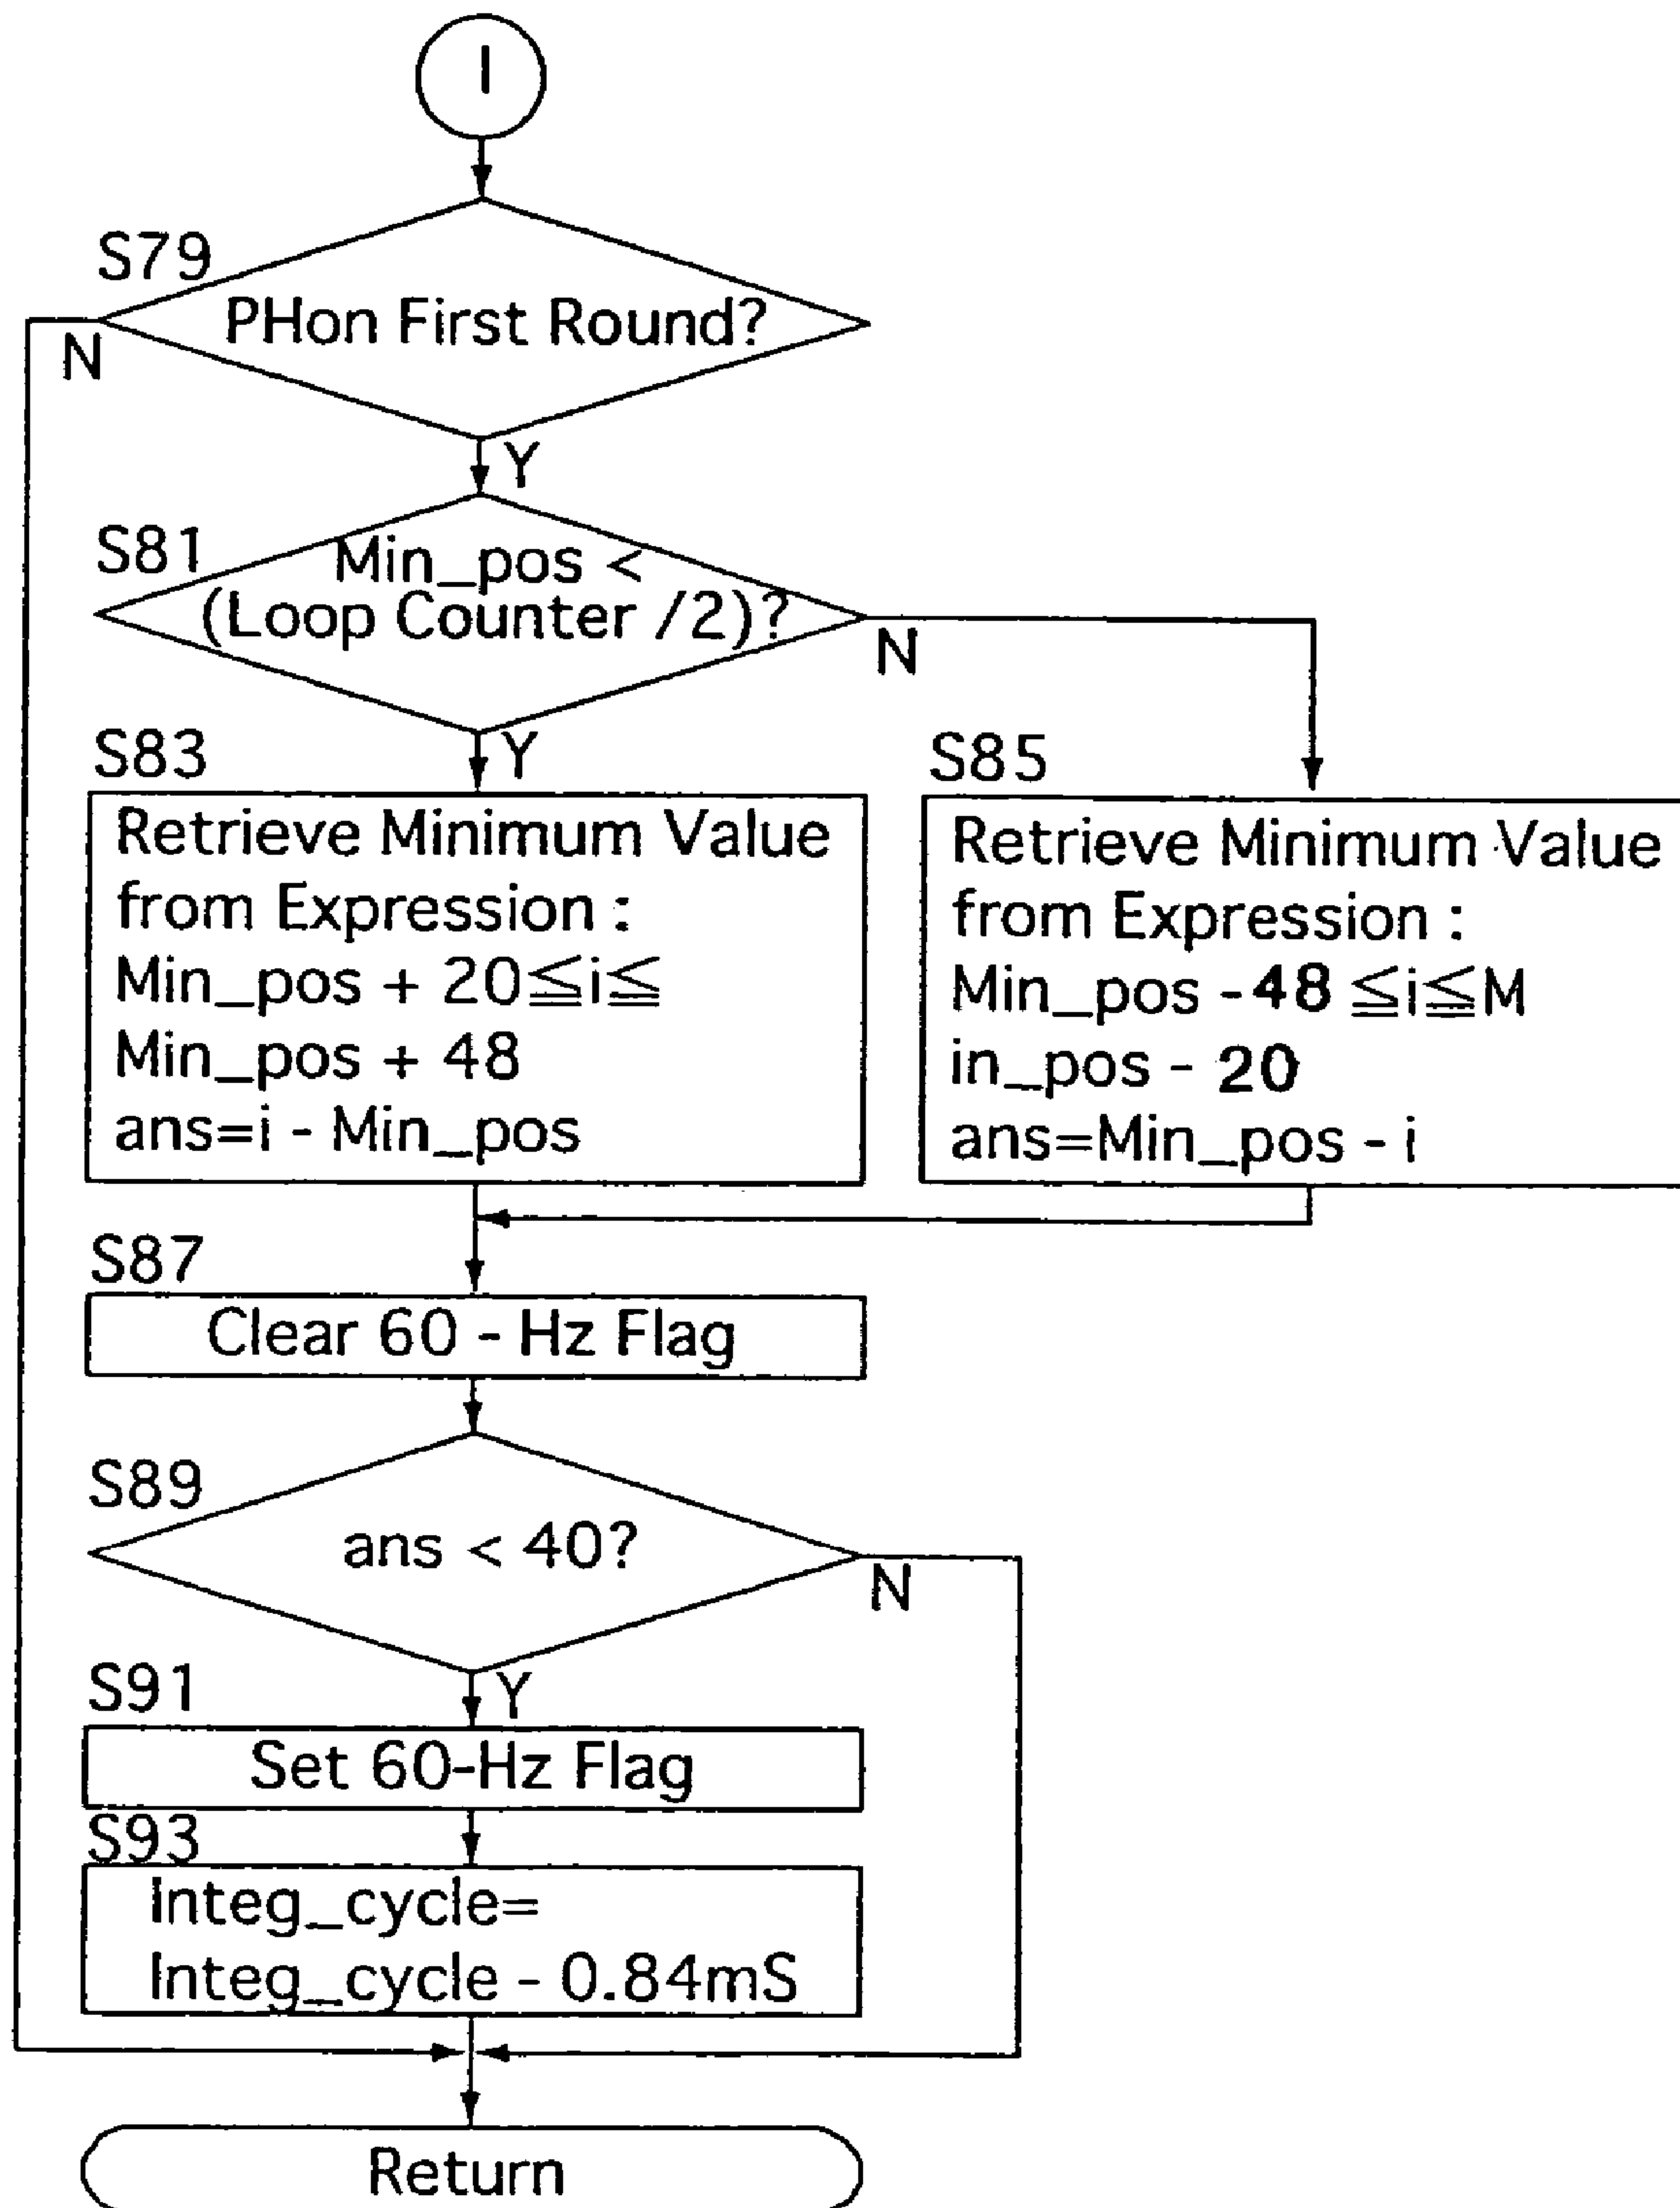 I
S79
PHon First Round?
N
Y
S81
Min_pos <
(Loop Counter /2)?
N
Y
S83
Retrieve Minimum Value
from Expression :
Min_pos + 20≦i≦
Min_pos + 48
ans=i - Min_pos
S85
Retrieve Minimum Value
from Expression :
Min_pos - 48 ≦i≦M
in_pos - 20
ans=Min_pos - i
S87
Clear 60 - Hz Flag
S89
ans < 40?
N
Y
S91
Set 60-Hz Flag
S93
Integ_cycle=
Integ_cycle - 0.84mS
Return